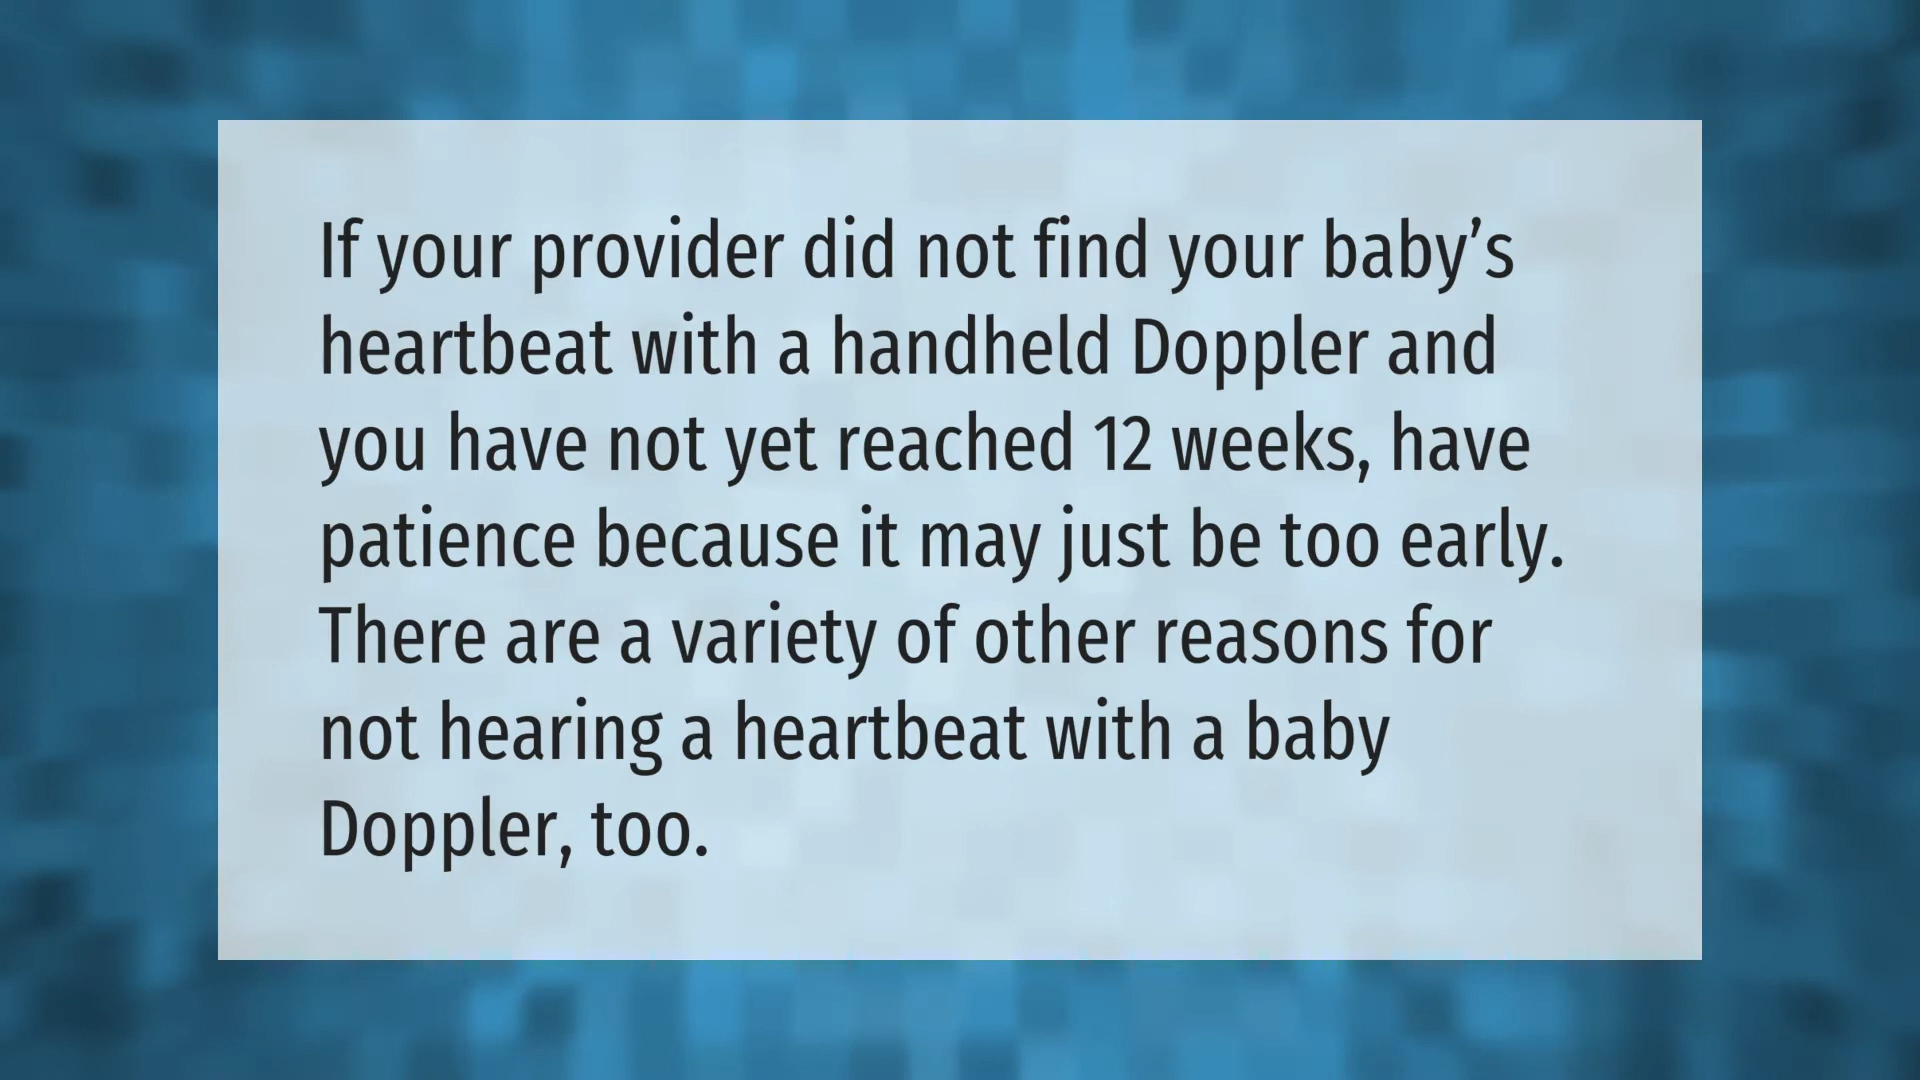 If your provider did not find your baby’s
heartbeat with a handheld Doppler and
you have not yet reached 12 weeks, have
patience because it may just be too early.
There are a variety of other reasons for
not hearing a heartbeat with a baby
Doppler, too.